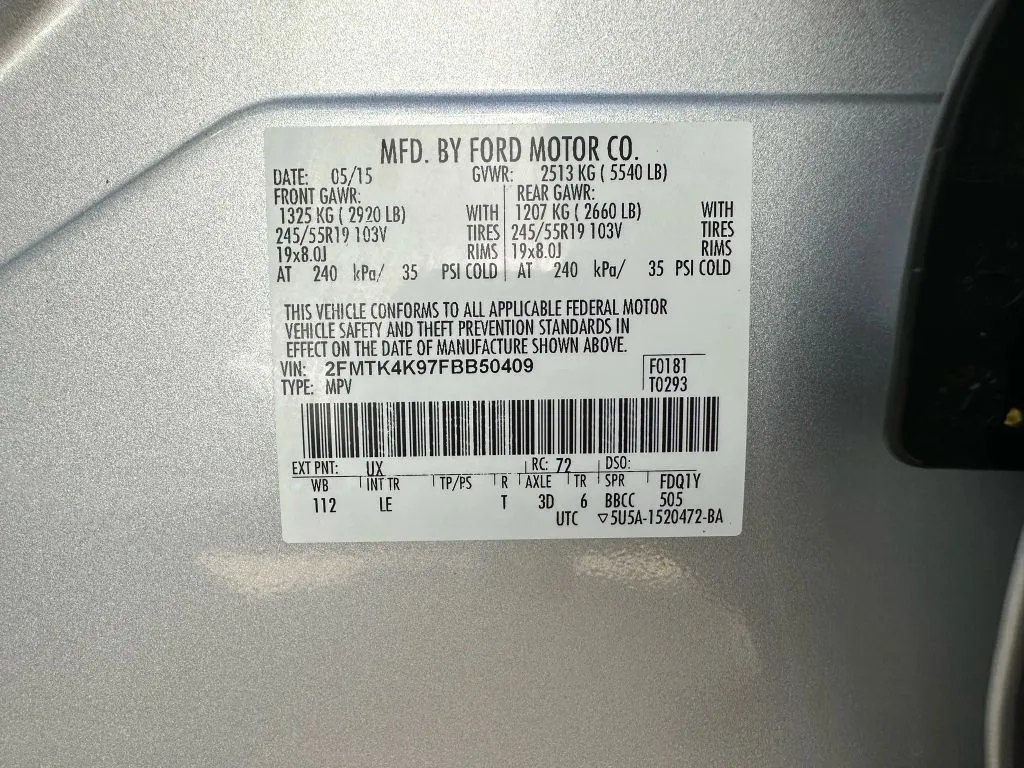 MFD. BY FORD MOTOR CO.
DATE: 05/15 GVWR: 2513 KG ( 5540 LB)
FRONT GAWR: REAR GAWR:
1325 KG ( 2920 LB) WITH 1207 KG ( 2660 LB) WITH
245/55R19 103V TIRES 245/55R19 103V TIRES
19x8.0J RIMS 19x8.0J RIMS
AT 240 kPa/ 35 PSI COLD AT 240 kPa/ 35 PSI COLD
THIS VEHICLE CONFORMS TO ALL APPLICABLE FEDERAL MOTOR
VEHICLE SAFETY AND THEFT PREVENTION STANDARDS IN
EFFECT ON THE DATE OF MANUFACTURE SHOWN ABOVE.
VIN: 2FMTK4K97FBB50409 F0181
TYPE: MPV T0293
EXT PNT: UX RC: 72 DSO:
WB INT TR TP/PS R AXLE TR SPR FDQ1Y
112 LE T 3D 6 BBCC 505
UTC ▽5U5A-1520472-BA